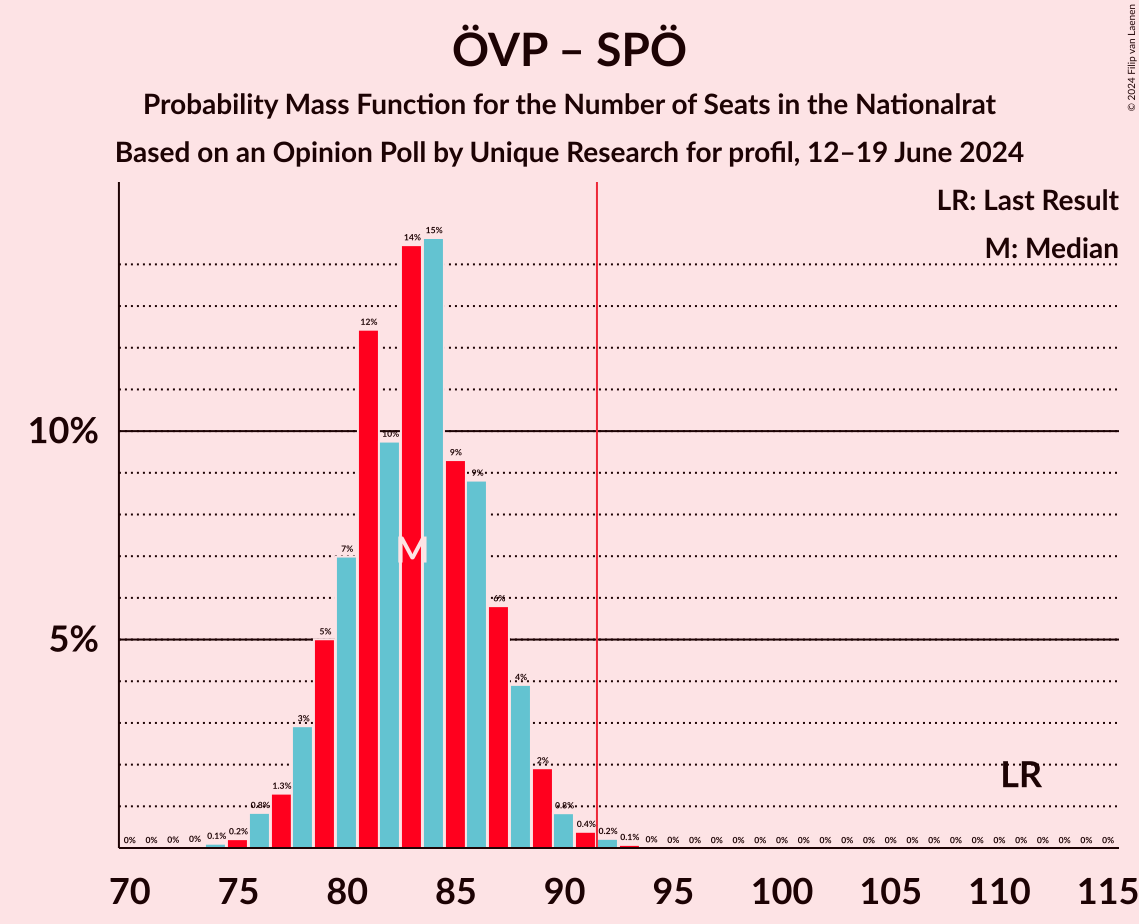 ÖVP – SPÖ
Probability Mass Function for the Number of Seats in the Nationalrat
Based on an Opinion Poll by Unique Research for profil, 12–19 June 2024
© 2024 Filip van Laenen
LR: Last Result
M: Median
10%
5%
0% 0% 0% 0% 0.1% 0.2% 0.8% 1.3% 3% 5% 7% 12% 10% 14% 15% 9% 9% 6% 4% 2% 0.8% 0.4% 0.2% 0.1% 0% 0% 0% 0% 0% 0% 0% 0% 0% 0% 0% 0% 0% 0% 0% 0% 0% 0% 0% 0% 0% 0%
M
LR
70 75 80 85 90 95 100 105 110 115